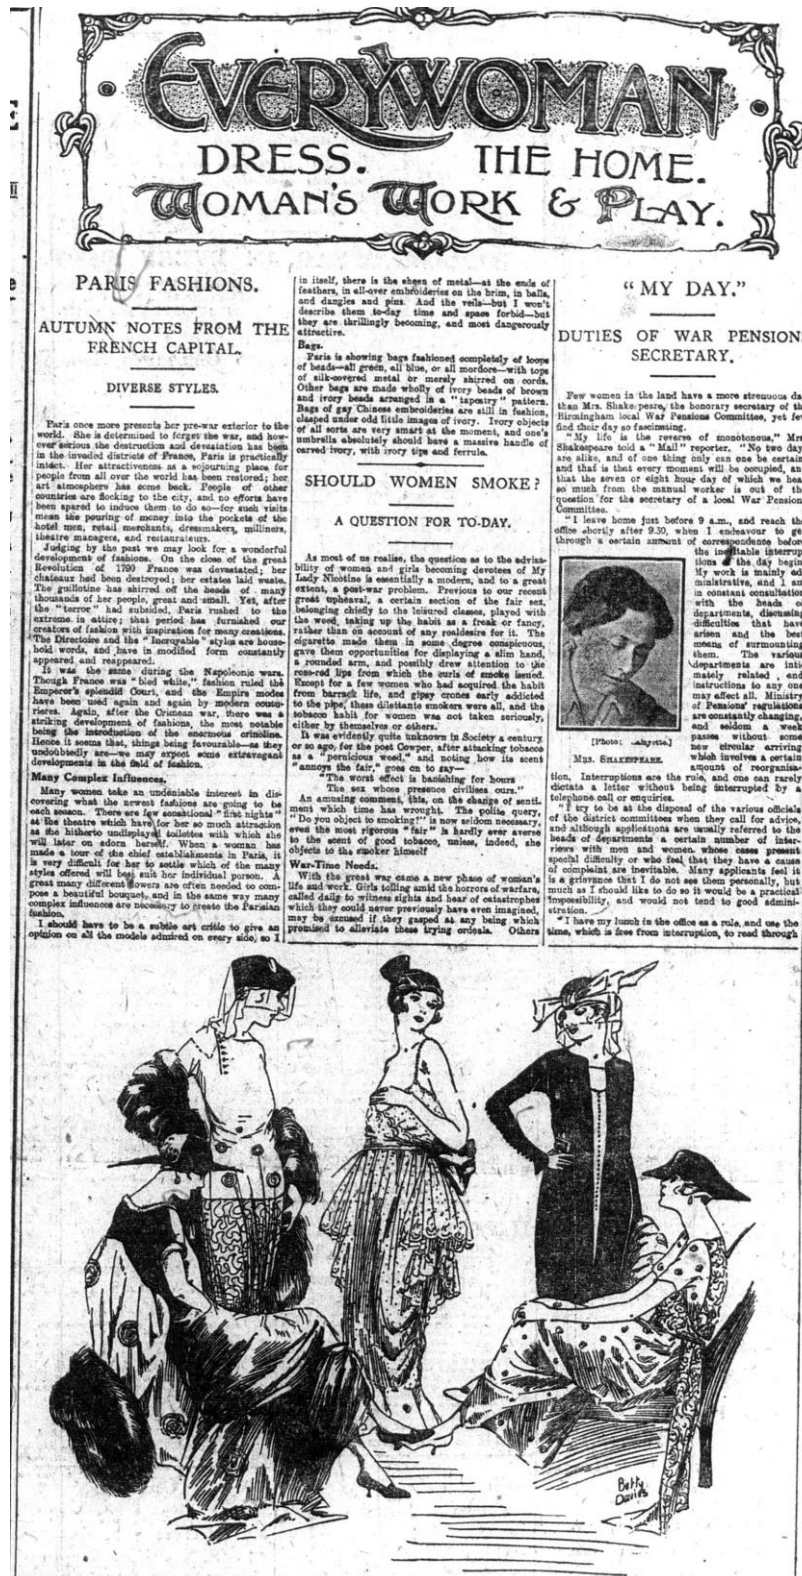 EVERYWOMAN
DRESS. THE HOME.
WOMAN'S WORK & PLAY.
PARIS FASHIONS.
AUTUMN NOTES FROM THE
FRENCH CAPITAL.
DIVERSE STYLES.
Paris once more presents her pre-war exterior to the
world. She is determined to forget the war, and how-
ever serious the destruction and devastation has been
in the invaded districts of France, Paris is practically
intact. Her attractiveness as a sojourning place for
people from all over the world has been restored; her
art atmosphere has come back. People of other
countries are flocking to the city, and no efforts have
been spared to induce them to do so—for such visits
mean the pouring of money into the pockets of the
hotel men, retail merchants, dressmakers, milliners,
theatre managers, and restaurateurs.
Judging by the past we may look for a wonderful
development of fashions. On the close of the great
Revolution of 1790 France was devastated; her
chateaux had been destroyed; her estates laid waste.
The guillotine has shirred off the heads of many
thousands of her people, great and small. Yet, after
the "terror" had subsided, Paris rushed to the
extreme in attire; that period has furnished our
creators of fashion with inspiration for many creations.
The Directoire and the "Incroyable" styles are house-
hold words, and have in modified form constantly
appeared and reappeared.
It was the same during the Napoleonic wars.
Though France was "bled white," fashion ruled the
Emperor's splendid Court, and the Empire modes
have been used again and again by modern coutu-
rieres. Again, after the Crimean war, there was a
striking development of fashions, the most notable
being the introduction of the enormous crinoline.
Hence it seems that, things being favourable—as they
undoubtedly are—we may expect some extravagant
developments in the field of fashion.
Many Complex Influences.
Many women take an undeniable interest in dis-
covering what the newest fashions are going to be
each season. There are few sensational "first nights"
at the theatre which have for her so much attraction
as the hitherto undisplayed toilettes with which she
will later on adorn herself. When a woman has
made a tour of the chief establishments in Paris, it
is very difficult for her to settle which of the many
styles offered will best suit her individual person. A
great many different flowers are often needed to com-
pose a beautiful bouquet, and in the same way many
complex influences are necessary to create the Parisian
fashion.
I should have to be a subtle art critic to give an
opinion on all the models admired on every side, so I
in itself, there is the sheen of metal—at the ends of
feathers, in all-over embroideries on the brim, in balls,
and dangles and pins. And the veils—but I won't
describe them to-day time and space forbid—but
they are thrillingly becoming, and most dangerously
attractive.
Bags.
Paris is showing bags fashioned completely of loops
of beads—all green, all blue, or all mordore—with tops
of silk-covered metal or merely shirred on cords.
Other bags are made wholly of ivory beads of brown
and ivory beads arranged in a "tapestry" pattern.
Bags of gay Chinese embroideries are still in fashion,
clasped under odd little images of ivory. Ivory objects
of all sorts are very smart at the moment, and one's
umbrella absolutely should have a massive handle of
carved ivory, with ivory tips and ferrule.
SHOULD WOMEN SMOKE?
A QUESTION FOR TO-DAY.
As most of us realise, the question as to the advisa-
bility of women and girls becoming devotees of My
Lady Nicotine is essentially a modern, and to a great
extent, a post-war problem. Previous to our recent
great upheaval, a certain section of the fair sex,
belonging chiefly to the leisured classes, played with
the weed, taking up the habit as a freak or fancy,
rather than on account of any realdesire for it. The
cigarette made them in some degree conspicuous,
gave them opportunities for displaying a slim hand,
a rounded arm, and possibly drew attention to the
rose-red lips from which the curls of smoke issued.
Except for a few women who had acquired the habit
from barrack life, and gipsy crones early addicted
to the pipe, these dilettante smokers were all, and the
tobacco habit for women was not taken seriously,
either by themselves or others.
It was evidently quite unknown in Society a century
or so ago, for the poet Cowper, after attacking tobacco
as a "pernicious weed," and noting how its scent
"annoys the fair," goes on to say—
"The worst effect is banishing for hours
The sex whose presence civilises ours."
An amusing comment, this, on the change of senti-
ment which time has wrought. The polite query,
"Do you object to smoking?" is now seldom necessary,
even the most rigorous "fair" is hardly ever averse
to the scent of good tobacco, unless, indeed, she
objects to the smoker himself
War-Time Needs.
With the great war came a new phase of woman's
life and work. Girls toiling amid the horrors of warfare,
called daily to witness sights and hear of catastrophes
which they could never previously have even imagined,
may be excused if they gasped at any being which
promised to alleviate these trying ordeals. Others
"MY DAY."
DUTIES OF WAR PENSION
SECRETARY.
Few women in the land have a more strenuous da
than Mrs. Shakespeare, the honorary secretary of th
Birmingham local War Pensions Committee, yet few
find their day so fascinating.
"My life is the reverse of monotonous," Mrs
Shakespeare told a "Mail" reporter. "No two day
are alike, and of one thing only can one be certain
and that is that every moment will be occupied, an
that the seven or eight hour day of which we hea
so much from the manual worker is out of th
question for the secretary of a local War Pension
Committee.
"I leave home just before 9 a.m., and reach th
office shortly after 9.30, when I endeavour to ge
through a certain amount of correspondence before
the inevitable interrup
tions of the day begin
My work is mainly ad
ministrative, and I am
in constant consultation
with the heads o
departments, discussing
difficulties that have
arisen and the best
means of surmounting
them. The various
departments are inti
mately related and
instructions to any one
may affect all. Ministry
of Pensions' regulations
are constantly changing,
and seldom a week
passes without some
new circular arriving
which involves a certain
amount of reorganisa-
[Photo: Lafayette.]
MRS. SHAKESPEARE.
tion. Interruptions are the rule, and one can rarely
dictate a letter without being interrupted by a
telephone call or enquiries.
"I try to be at the disposal of the various officials
of the district committees when they call for advice,
and although applications are usually referred to the
heads of departments a certain number of inter-
views with men and women, whose cases present
special difficulty or who feel that they have a cause
of complaint are inevitable. Many applicants feel it
is a grievance that I do not see them personally, but
much as I should like to do so it would be a practical
impossibility, and would not tend to good admini-
stration.
"I have my lunch in the office as a rule, and use the
time, which is free from interruption, to read through
Betty
Davies